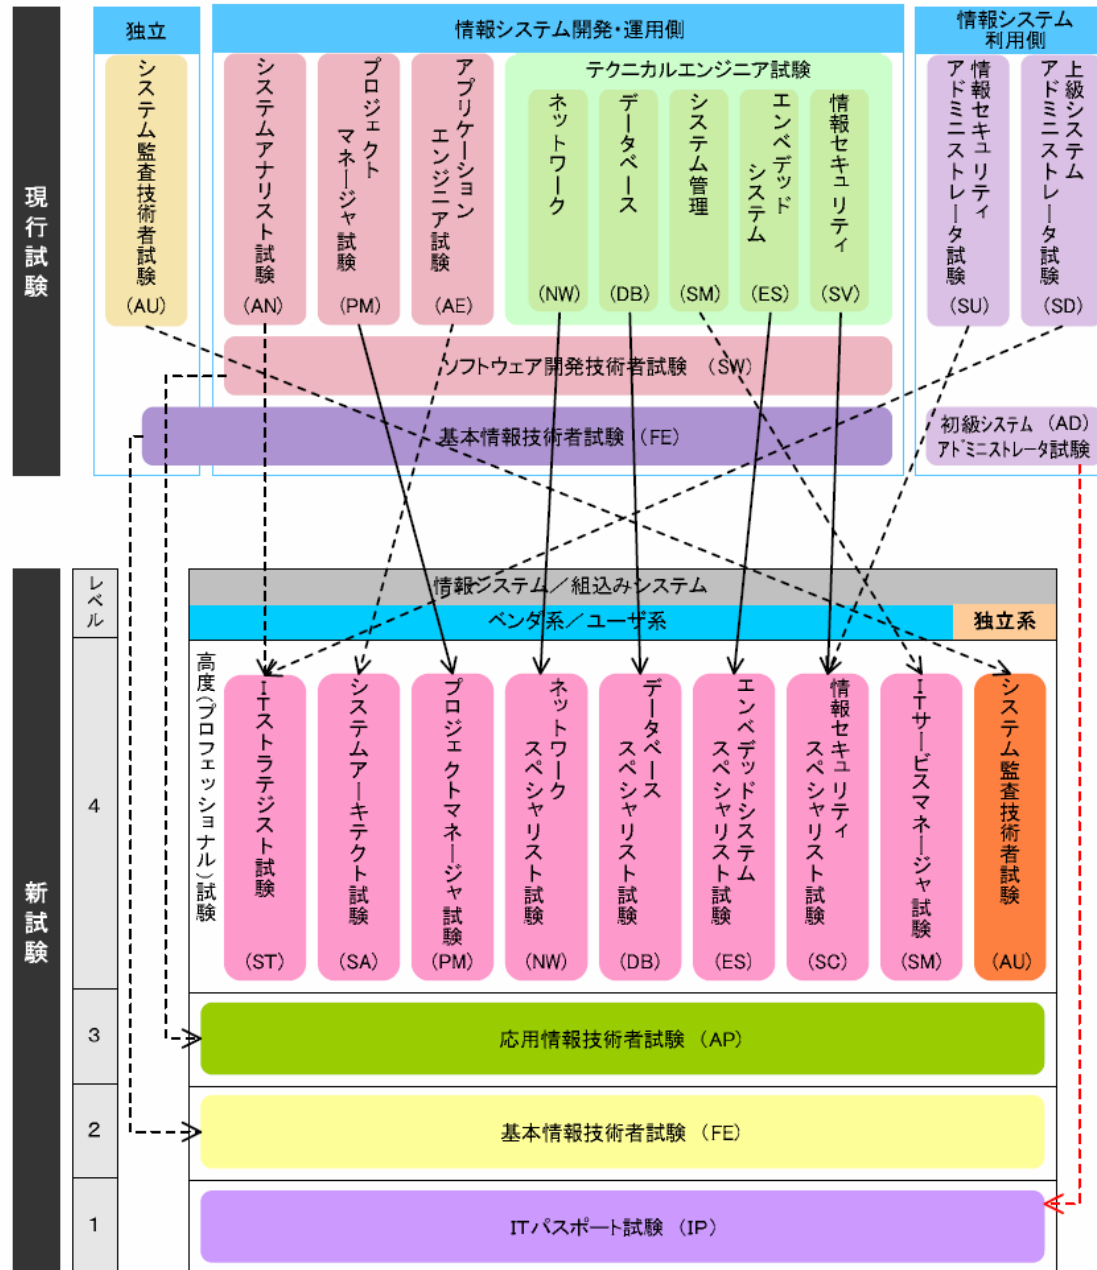 現行試験
独立
情報システム開発・運用側
情報システム
利用側
システム監査技術者試験
(AU)
システムアナリスト試験
(AN)
プロジェクト
マネージャ試験
(PM)
アプリケーション
エンジニア試験
(AE)
テクニカルエンジニア試験
ネットワーク
(NW)
データベース
(DB)
システム管理
(SM)
エンベデッド
システム
(ES)
情報セキュリティ
(SV)
情報セキュリティ
アドミニストレータ試験
(SU)
上級システム
アドミニストレータ試験
(SD)
ソフトウェア開発技術者試験 (SW)
基本情報技術者試験 (FE)
初級システム (AD)
アドミニストレータ試験
新試験
レベル
情報システム/組込みシステム
ベンダ系/ユーザ系
独立系
4
高度(プロフェッショナル)試験
ITストラテジスト試験
(ST)
システムアーキテクト試験
(SA)
プロジェクトマネージャ試験
(PM)
ネットワーク
スペシャリスト試験
(NW)
データベース
スペシャリスト試験
(DB)
エンベデッドシステム
スペシャリスト試験
(ES)
情報セキュリティ
スペシャリスト試験
(SC)
ITサービスマネージャ試験
(SM)
システム監査技術者試験
(AU)
3
応用情報技術者試験 (AP)
2
基本情報技術者試験 (FE)
1
ITパスポート試験 (IP)